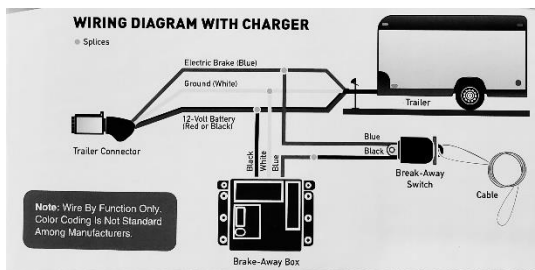 WIRING DIAGRAM WITH CHARGER
Splices
Electric Brake (Blue)
Ground (White)
12-Volt Battery
(Red or Black)
Trailer Connector
Trailer
Black
White
Blue
Blue
Black
Break-Away
Switch
Cable
Note: Wire By Function Only.
Color Coding Is Not Standard
Among Manufacturers.
Brake-Away Box